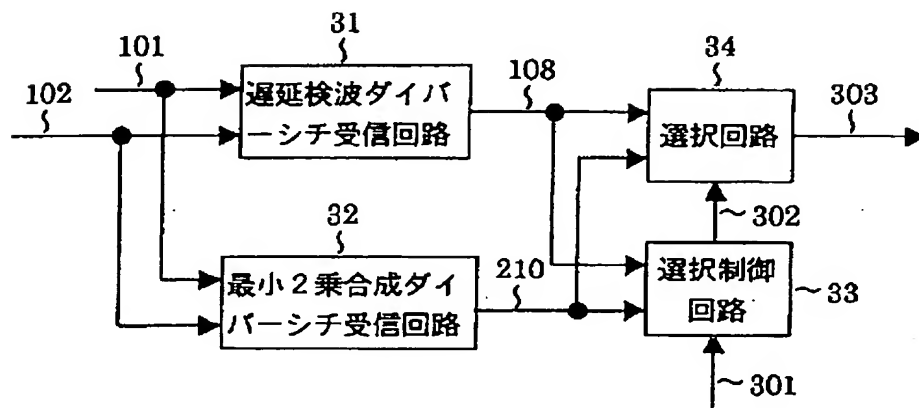 101
31
102
遅延検波ダイバ
ーシチ受信回路
108
34
選択回路
303
32
最小２乗合成ダイ
バーシチ受信回路
210
302
選択制御
回路
33
301